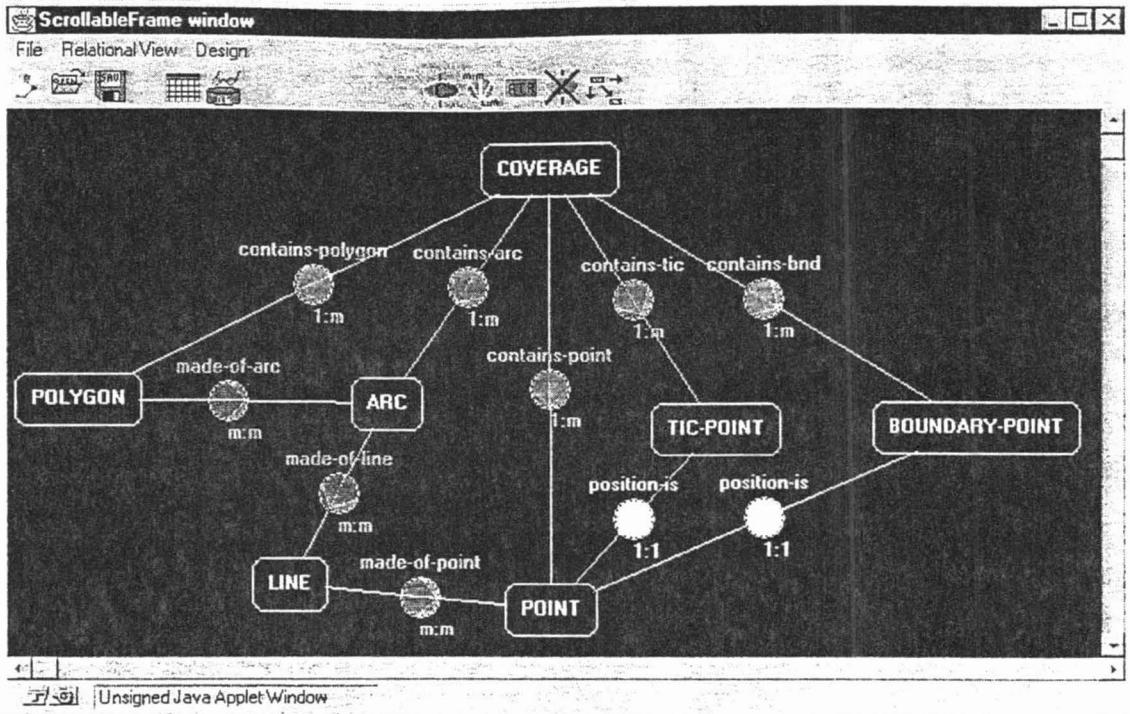 ScrollableFrame window
File Relational View Design
COVERAGE
contains-polygon
contains-arc
contains-tic
contains-bnd
1:m
1:m
1:m
1:m
contains-point
1:m
made-of-arc
m:m
POLYGON
ARC
TIC-POINT
BOUNDARY-POINT
made-of-line
m:m
position-is
position-is
1:1
1:1
made-of-point
m:m
LINE
POINT
Unsigned Java Applet Window